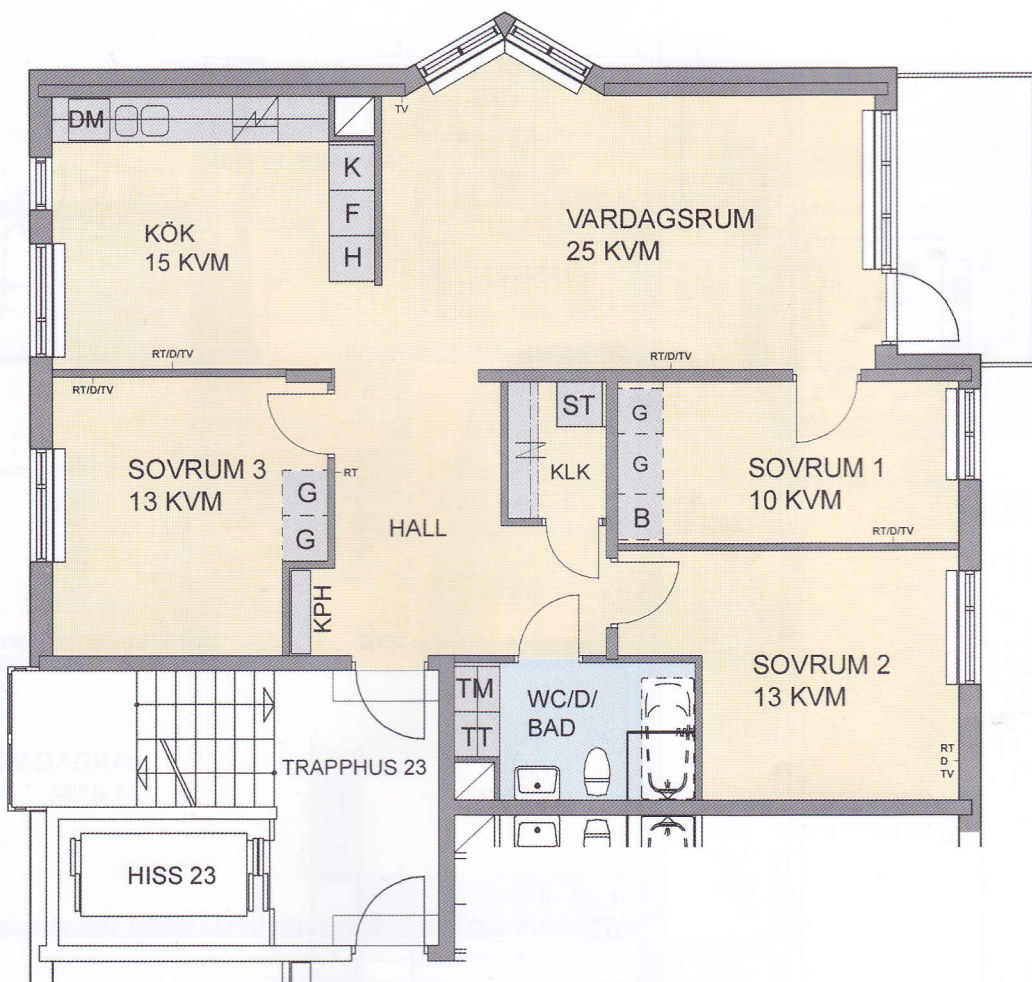 DM
TV
K
F
H
KÖK
15 KVM
VARDAGSRUM
25 KVM
RT/D/TV
RT/D/TV
RT/D/TV
SOVRUM 3
13 KVM
G
G
RT
HALL
KPH
ST
KLK
G
G
B
SOVRUM 1
10 KVM
RT/D/TV
SOVRUM 2
13 KVM
RT
D
TV
TM
TT
WC/D/
BAD
TRAPPHUS 23
HISS 23